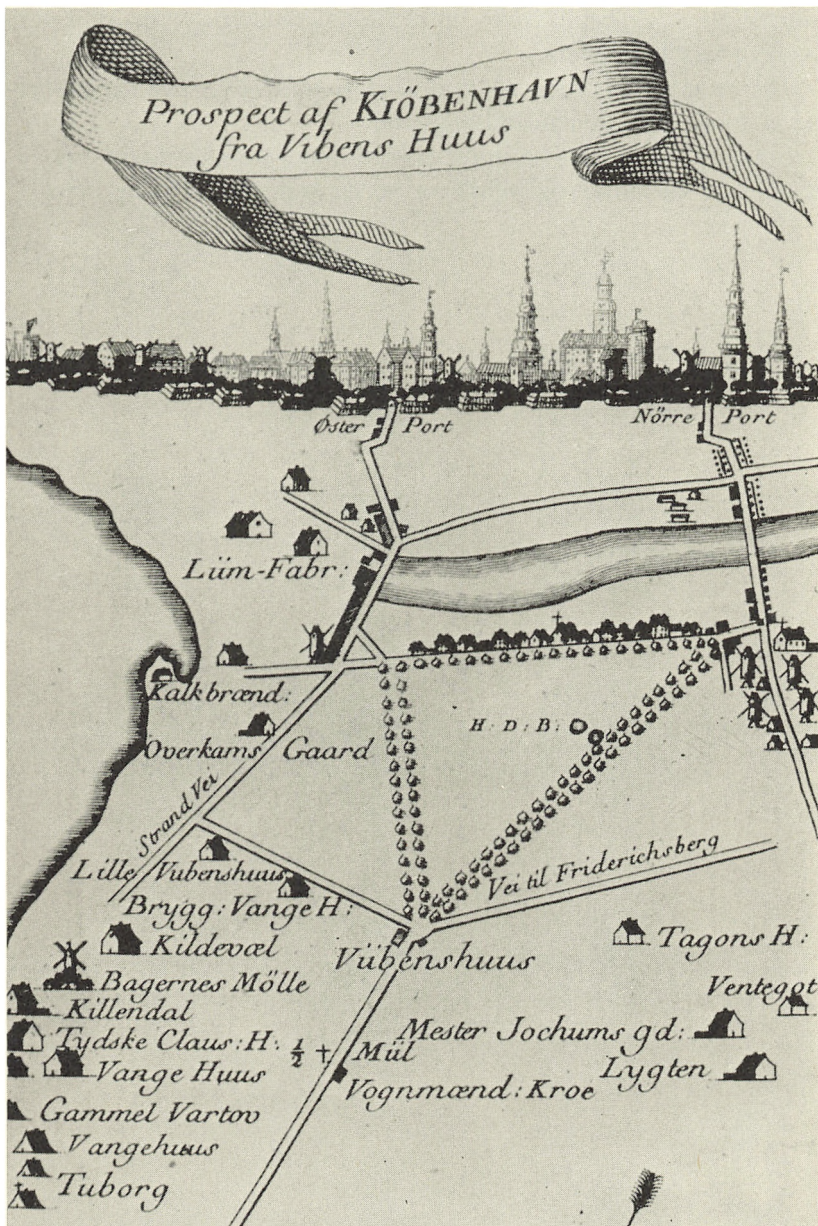 Prospect af KIÖBENHAVN
fra Vibens Huus
Øster Port
Nörre Port
Lüm-Fabr:
Kalkbrænd:
H: D: B:
Overkams Gaard
Strand Vei
Lille Vubenshuus
Vei til Friderichsberg
Brygg: Vange H:
Kildevæl
Vübenshuus
Tagons H:
Bagernes Mölle
Ventegot
Killendal
Mester Jochums gd:
Tydske Claus: H: ½ + Mül
Vange Huus
Lygten
Vognmænd: Kroe
Gammel Vartov
Vangehuus
Tuborg